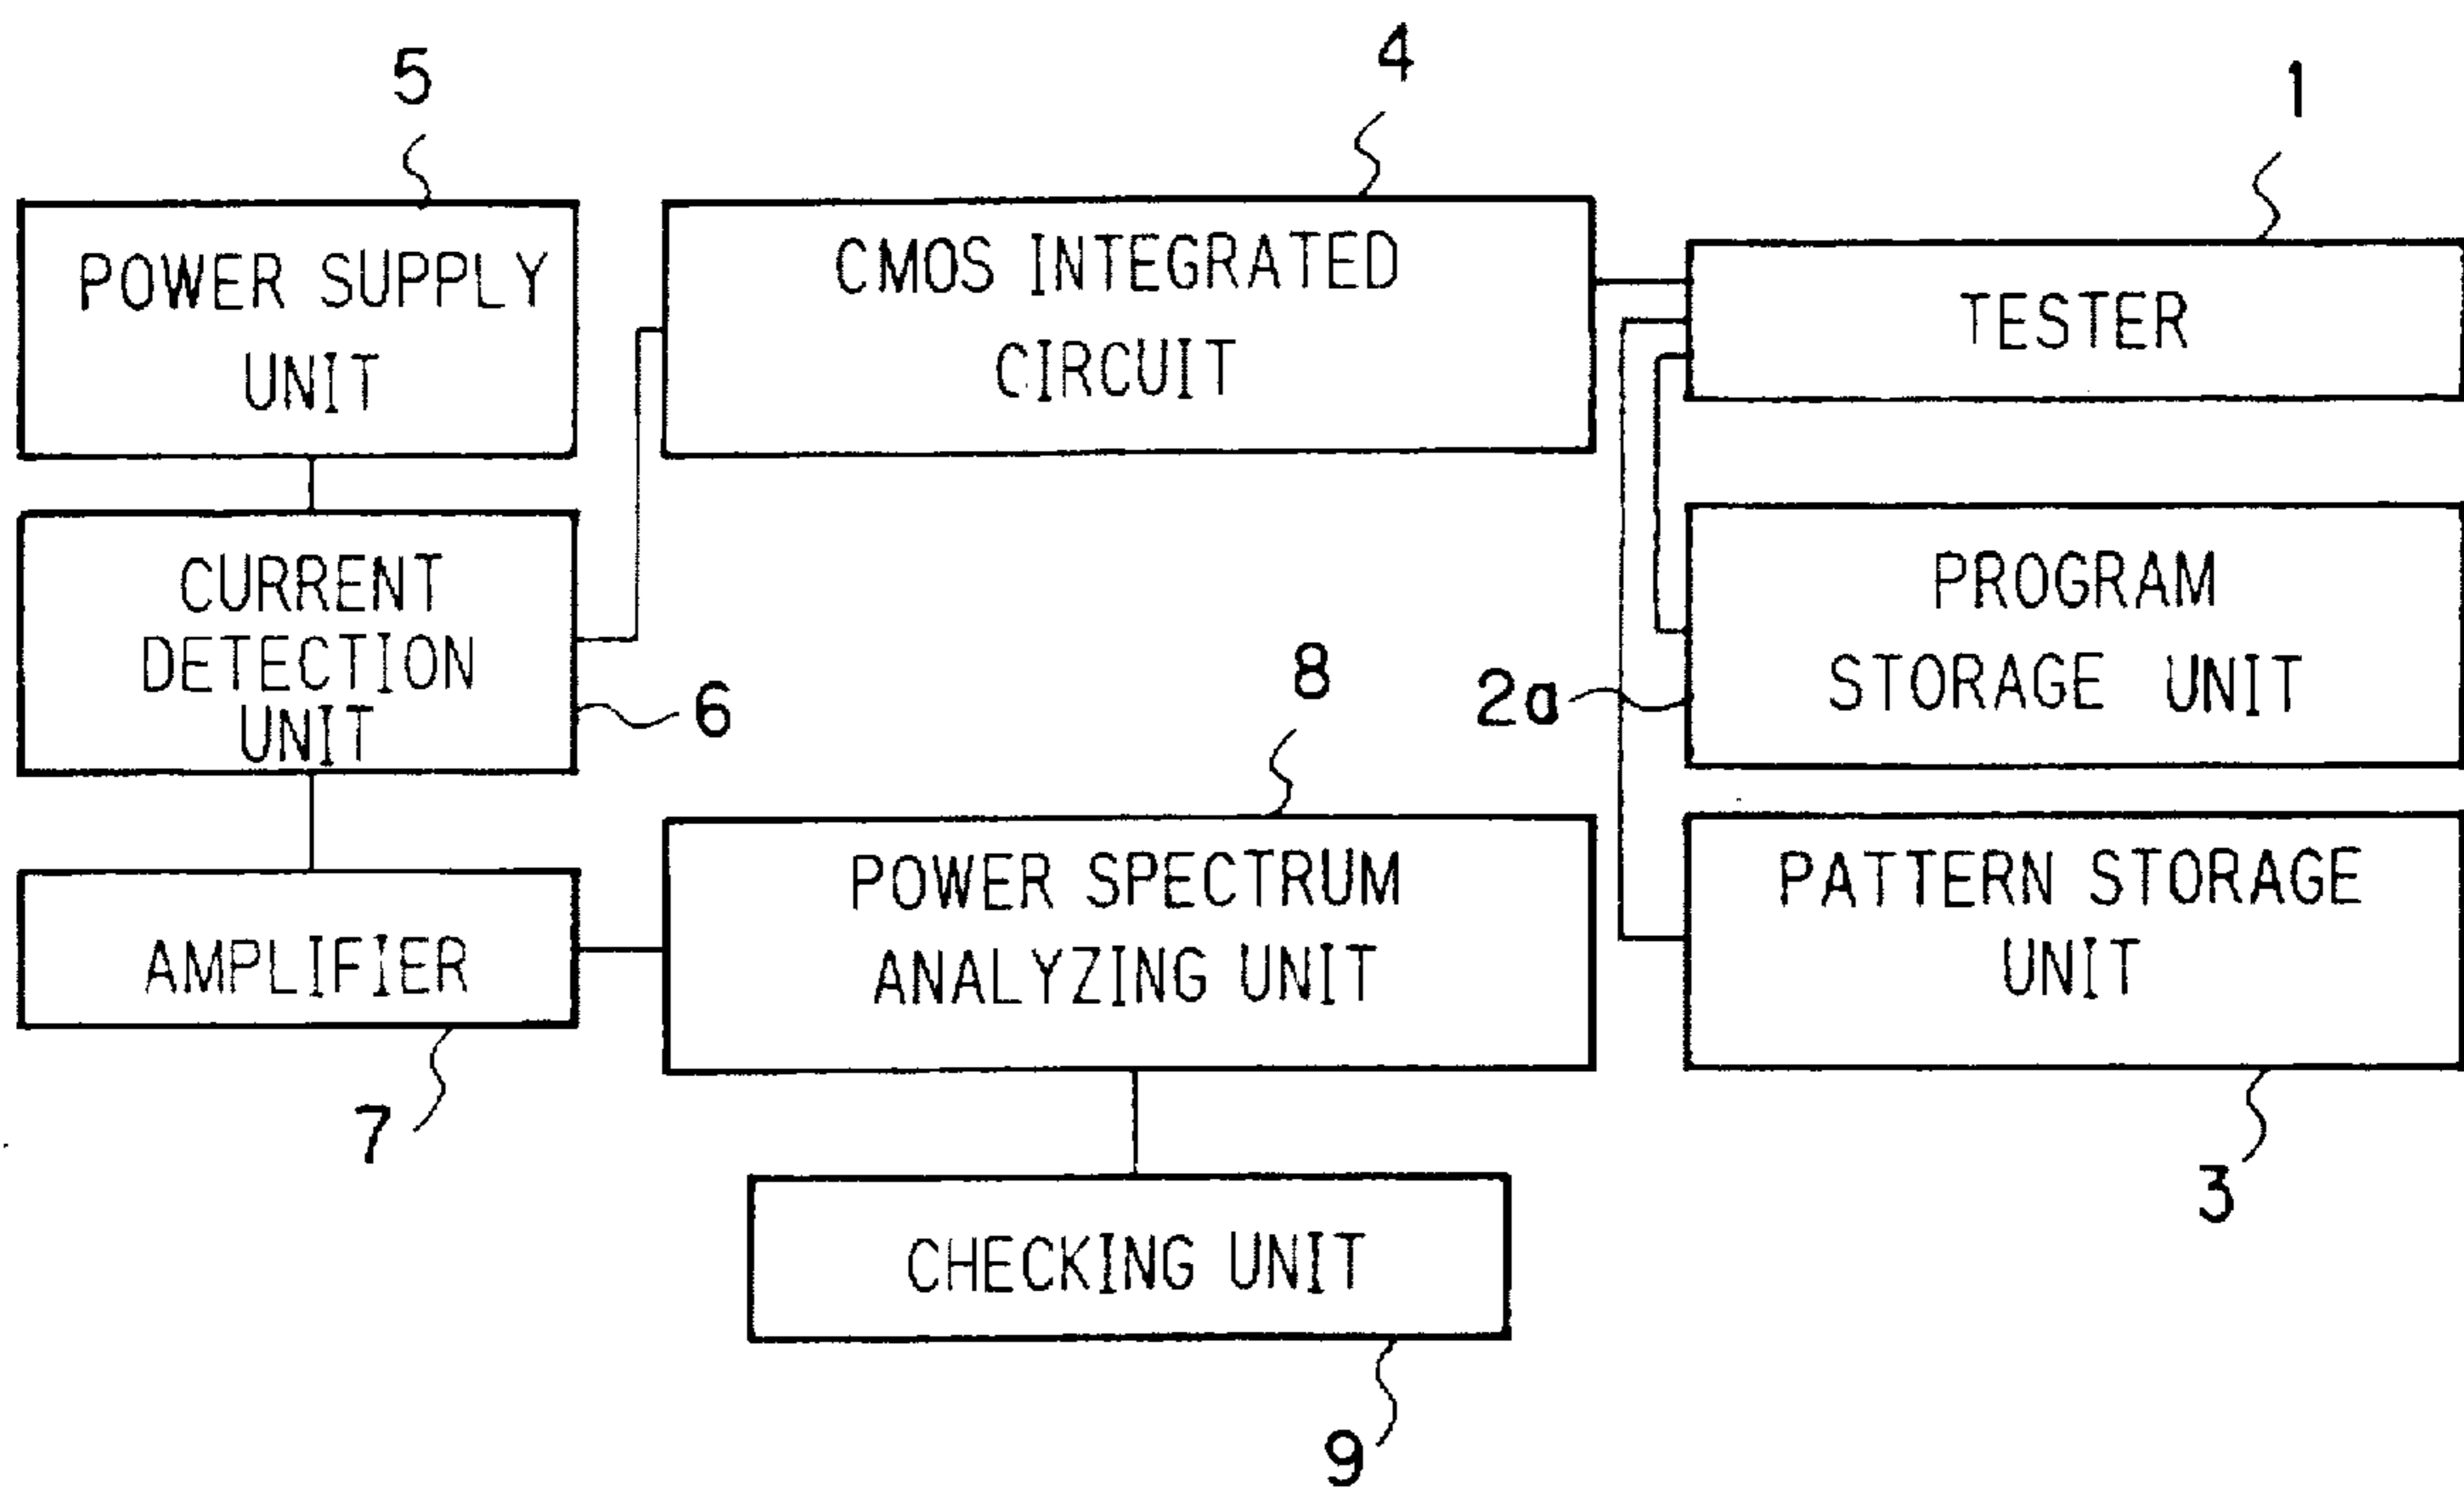 5
4
1
POWER SUPPLY
UNIT
CMOS INTEGRATED
CIRCUIT
TESTER
CURRENT
DETECTION
UNIT
6
PROGRAM
STORAGE UNIT
2a
8
AMPLIFIER
7
POWER SPECTRUM
ANALYZING UNIT
PATTERN STORAGE
UNIT
3
CHECKING UNIT
9